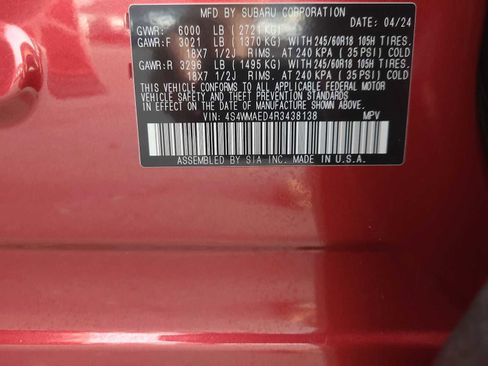 MFD. BY SUBARU CORPORATION DATE: 04/24
GVWR: 6000 LB ( 2721 KG)
GAWR:F 3021 LB ( 1370 KG) WITH 245/60R18 105H TIRES,
18X7 1/2J RIMS, AT 240 KPA ( 35 PSI) COLD
GAWR:R 3296 LB ( 1495 KG) WITH 245/60R18 105H TIRES,
18X7 1/2J RIMS, AT 240 KPA ( 35 PSI) COLD
THIS VEHICLE CONFORMS TO ALL APPLICABLE FEDERAL MOTOR
VEHICLE SAFETY AND THEFT PREVENTION STANDARDS
IN EFFECT ON THE DATE OF MANUFACTURE SHOWN ABOVE.
VIN: 4S4WMAED4R3438138 MPV
ASSEMBLED BY SIA INC. MADE IN U.S.A.